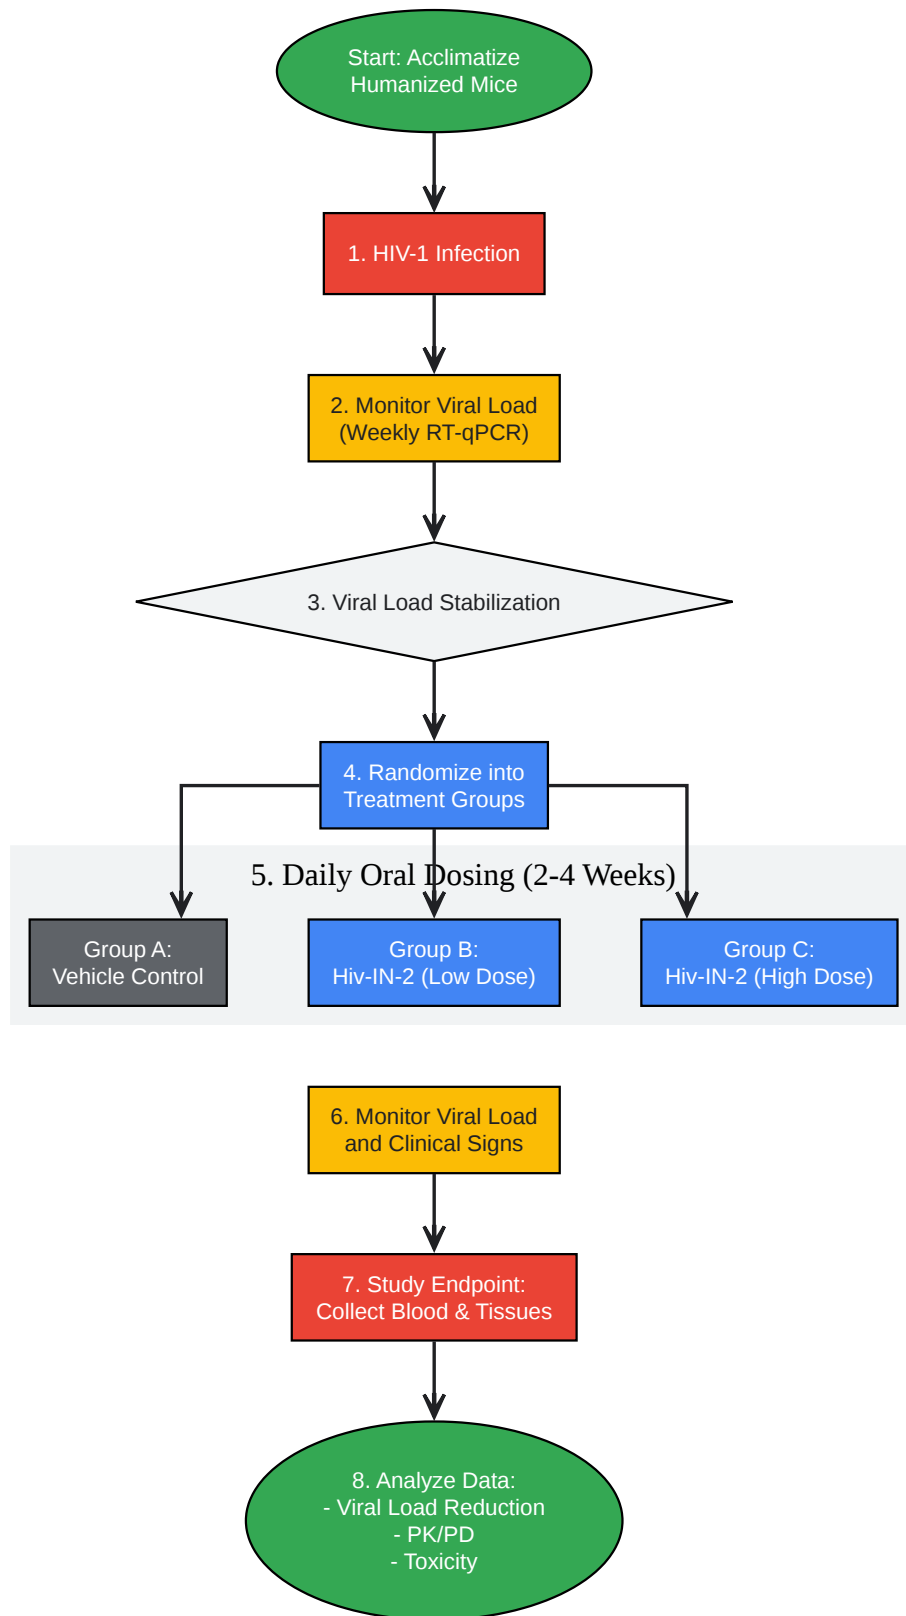 Start: Acclimatize
Humanized Mice
1. HIV-1 Infection
2. Monitor Viral Load
(Weekly RT-qPCR)
3. Viral Load Stabilization
4. Randomize into
Treatment Groups
5. Daily Oral Dosing (2-4 Weeks)
Group A:
Vehicle Control
Group B:
Hiv-IN-2 (Low Dose)
Group C:
Hiv-IN-2 (High Dose)
6. Monitor Viral Load
and Clinical Signs
7. Study Endpoint:
Collect Blood & Tissues
8. Analyze Data:
- Viral Load Reduction
- PK/PD
- Toxicity